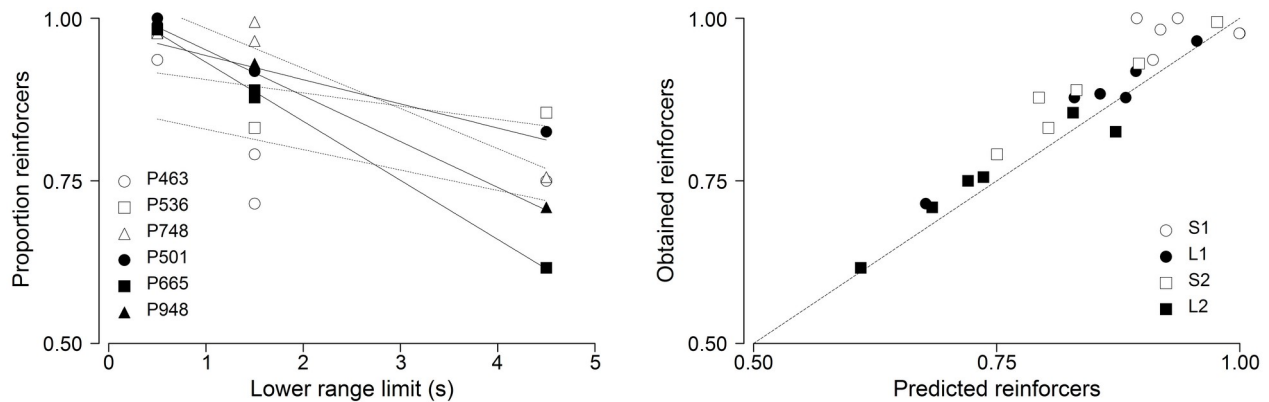 Proportion reinforcers
1.00
0.75
0.50
P463
P536
P748
P501
P665
P948
0 1 2 3 4 5
Lower range limit (s)
Obtained reinforcers
1.00
0.75
0.50
S1
L1
S2
L2
0.50 0.75 1.00
Predicted reinforcers